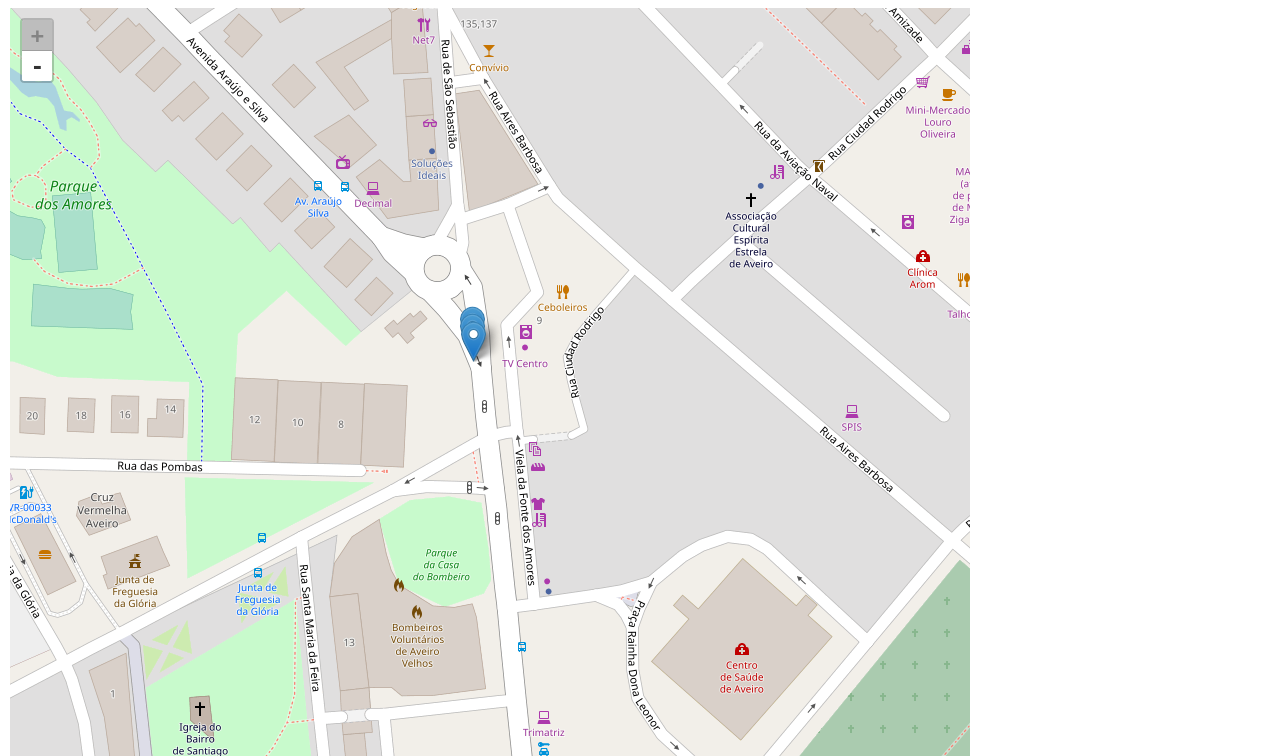 +
-
Net7
135,137
Convívio
Amizade
Avenida Araújo e Silva
Rua de São Sebastião
Rua Aires Barbosa
Mini-Mercado
Louro
Oliveira
Rua Ciudad Rodrigo
Rua da Aviação Naval
Soluções
Ideais
Av. Araújo
Silva
Decimal
Parque
dos Amores
Associação
Cultural
Espírita
Estrela
de Aveiro
Clínica
Arom
Talho
Ceboleiros
9
TV Centro
Rua Ciudad Rodrigo
20
18
16
14
12
10
8
SPIS
Rua Aires Barbosa
Rua das Pombas
Viela da Fonte dos Amores
Cruz
Vermelha
Aveiro
VR-00033
McDonald's
Junta de
Freguesia
da Glória
Junta de
Freguesia
da Glória
Parque
da Casa
do Bombeiro
Rua Santa Maria da Feira
13
Bombeiros
Voluntários
de Aveiro
Velhos
Praça Rainha Dona Leonor
Centro
de Saúde
de Aveiro
ia da Glória
1
Igreja do
Bairro
de Santiago
Trimatriz